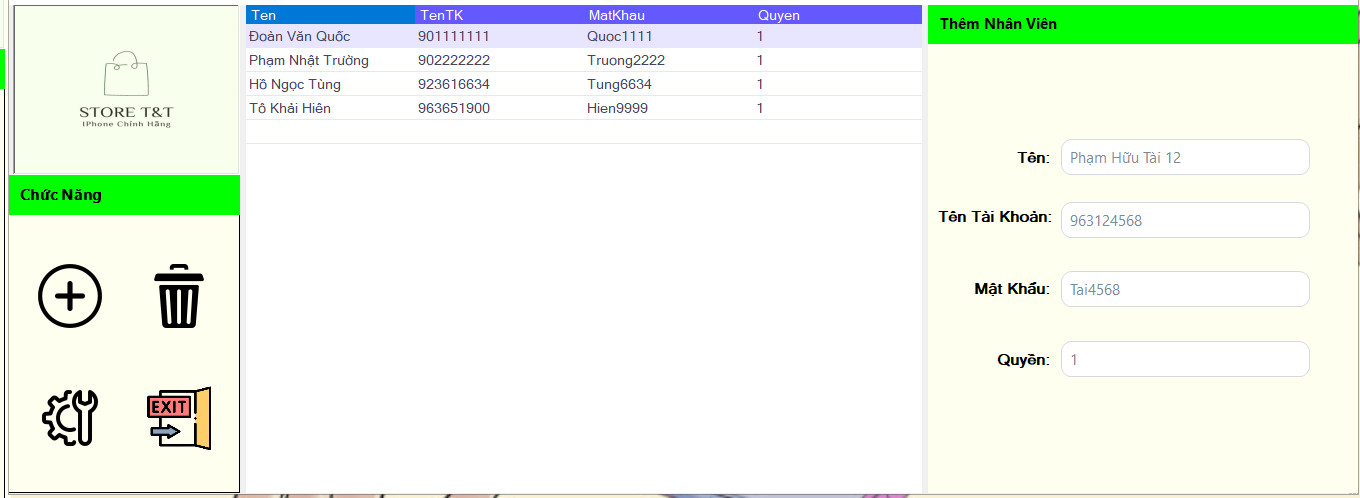 STORE T&T
IPhone Chính Hãng
Chức Năng
EXIT
Ten TenTK MatKhau Quyen
Đoàn Văn Quốc 901111111 Quoc1111 1
Phạm Nhật Trường 902222222 Truong2222 1
Hồ Ngọc Tùng 923616634 Tung6634 1
Tô Khải Hiên 963651900 Hien9999 1
Thêm Nhân Viên
Tên: Phạm Hữu Tài 12
Tên Tài Khoản: 963124568
Mật Khẩu: Tai4568
Quyền: 1